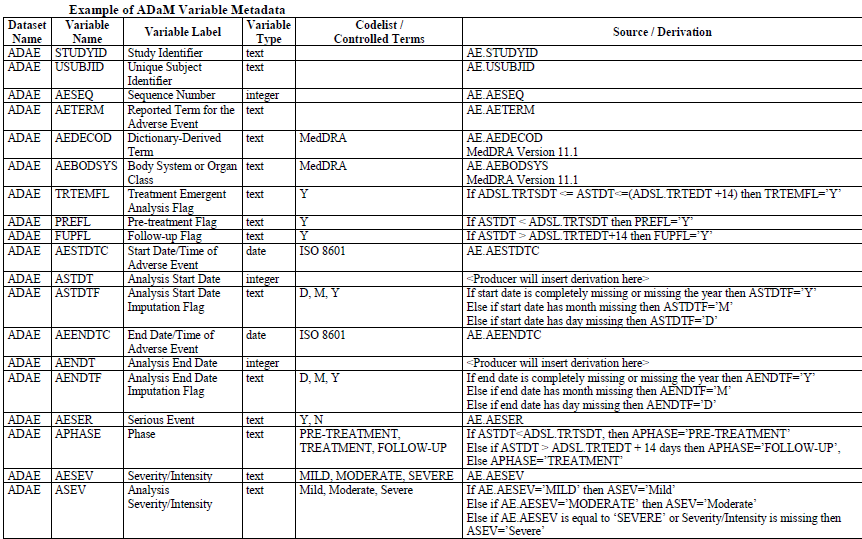 Example of ADaM Variable Metadata
Dataset Name | Variable Name | Variable Label | Variable Type | Codelist / Controlled Terms | Source / Derivation
ADAE | STUDYID | Study Identifier | text | | AE.STUDYID
ADAE | USUBJID | Unique Subject Identifier | text | | AE.USUBJID
ADAE | AESEQ | Sequence Number | integer | | AE.AESEQ
ADAE | AETERM | Reported Term for the Adverse Event | text | | AE.AETERM
ADAE | AEDECOD | Dictionary-Derived Term | text | MedDRA | AE.AEDECOD MedDRA Version 11.1
ADAE | AEBODSYS | Body System or Organ Class | text | MedDRA | AE.AEBODSYS MedDRA Version 11.1
ADAE | TRTEMFL | Treatment Emergent Analysis Flag | text | Y | If ADSL.TRTSDT <= ASTDT<=(ADSL.TRTEDT +14) then TRTEMFL=’Y’
ADAE | PREFL | Pre-treatment Flag | text | Y | If ASTDT < ADSL.TRTSDT then PREFL=’Y’
ADAE | FUPFL | Follow-up Flag | text | Y | If ASTDT > ADSL.TRTEDT+14 then FUPFL=’Y’
ADAE | AESTDTC | Start Date/Time of Adverse Event | date | ISO 8601 | AE.AESTDTC
ADAE | ASTDT | Analysis Start Date | integer | | <Producer will insert derivation here>
ADAE | ASTDTF | Analysis Start Date Imputation Flag | text | D, M, Y | If start date is completely missing or missing the year then ASTDTF=’Y’
Else if start date has month missing then ASTDTF=’M’
Else if start date has day missing then ASTDTF=’D’
ADAE | AEENDTC | End Date/Time of Adverse Event | date | ISO 8601 | AE.AEENDTC
ADAE | AENDT | Analysis End Date | integer | | <Producer will insert derivation here>
ADAE | AENDTF | Analysis End Date Imputation Flag | text | D, M, Y | If end date is completely missing or missing the year then AENDTF=’Y’
Else if end date has month missing then AENDTF=’M’
Else if end date has day missing then AENDTF=’D’
ADAE | AESER | Serious Event | text | Y, N | AE.AESER
ADAE | APHASE | Phase | text | PRE-TREATMENT, TREATMENT, FOLLOW-UP | If ASTDT<ADSL.TRTSDT, then APHASE=’PRE-TREATMENT’
Else if ASTDT > ADSL.TRTEDT + 14 days then APHASE=’FOLLOW-UP’,
Else APHASE=’TREATMENT’
ADAE | AESEV | Severity/Intensity | text | MILD, MODERATE, SEVERE | AE.AESEV
ADAE | ASEV | Analysis Severity/Intensity | text | Mild, Moderate, Severe | If AE.AESEV=’MILD’ then ASEV=’Mild’
Else if AE.AESEV=’MODERATE’ then ASEV=’Moderate’
Else if AE.AESEV is equal to ‘SEVERE’ or Severity/Intensity is missing then
ASEV=’Severe’